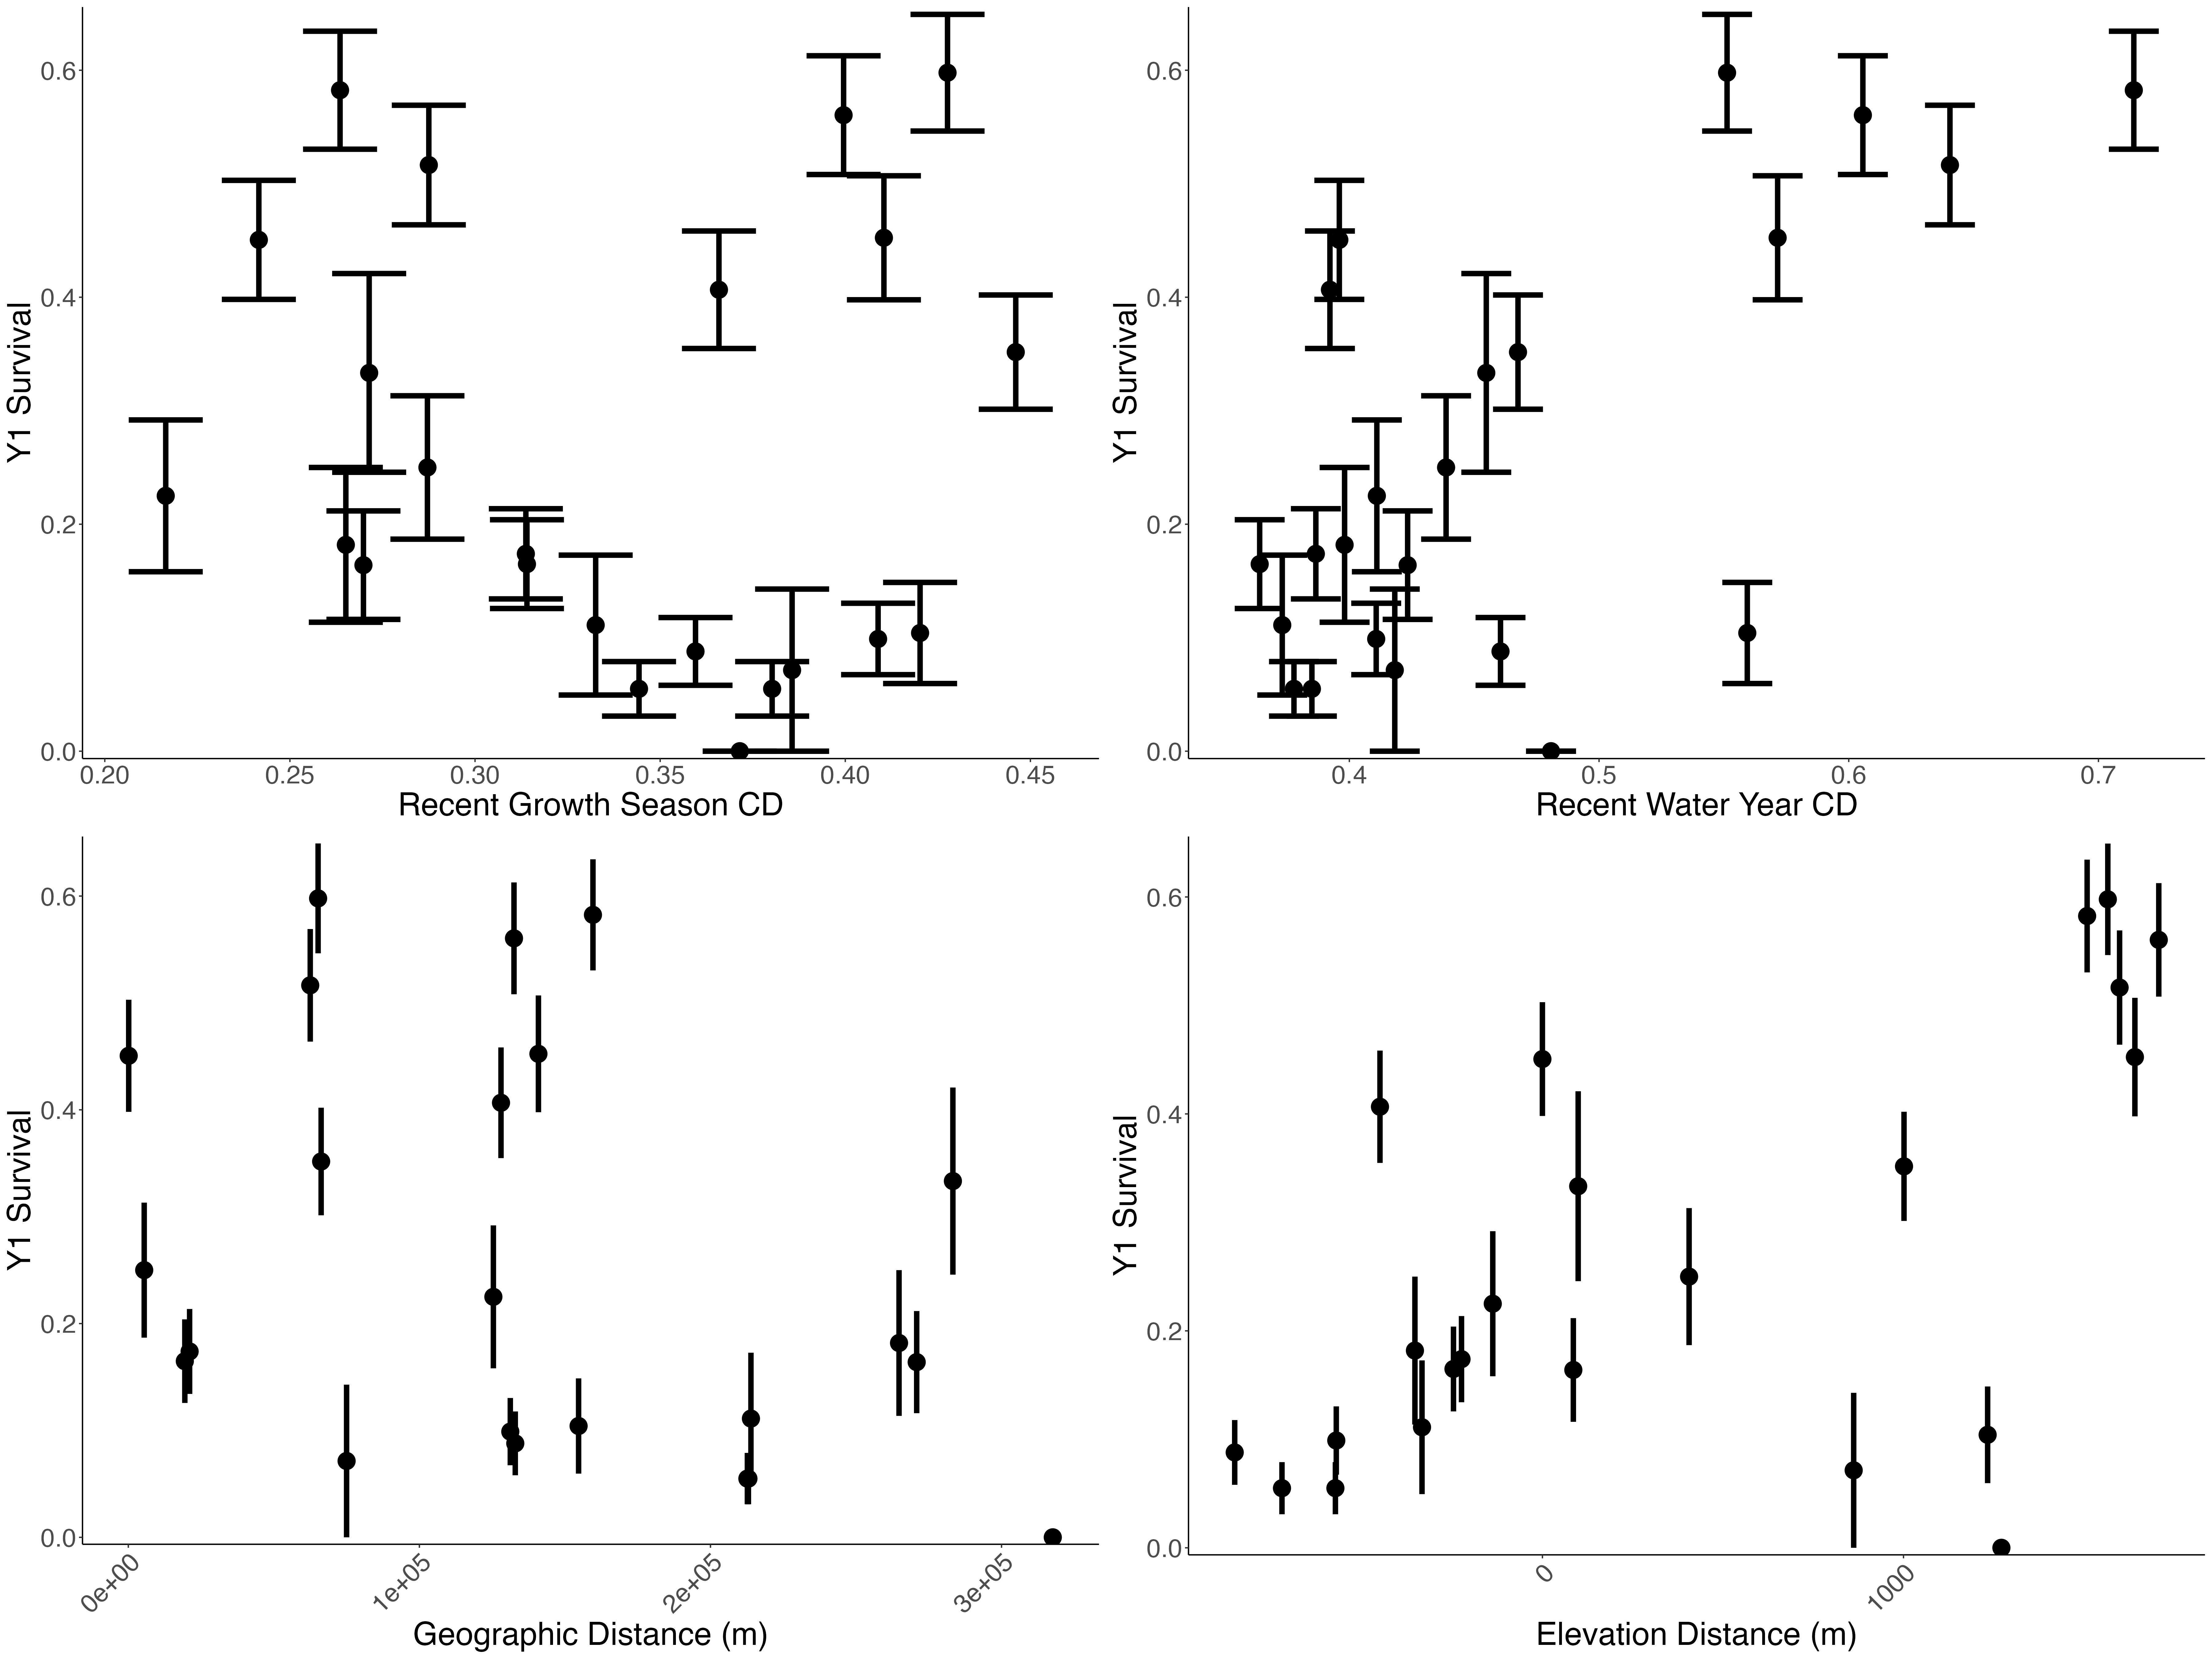 Y1 Survival
0.6
0.4
0.2
0.0
0.20 0.25 0.30 0.35 0.40 0.45
Recent Growth Season CD
Y1 Survival
0.6
0.4
0.2
0.0
0.4 0.5 0.6 0.7
Recent Water Year CD
Y1 Survival
0.6
0.4
0.2
0.0
0e+00 1e+05 2e+05 3e+05
Geographic Distance (m)
Y1 Survival
0.6
0.4
0.2
0.0
0 1000
Elevation Distance (m)